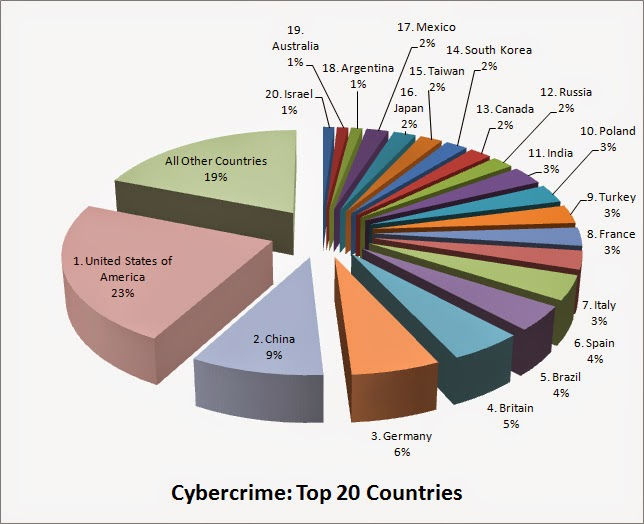 1. United States of
America
23%
2. China
9%
3. Germany
6%
4. Britain
5%
5. Brazil
4%
6. Spain
4%
7. Italy
3%
8. France
3%
9. Turkey
3%
10. Poland
3%
11. India
3%
12. Russia
2%
13. Canada
2%
14. South Korea
2%
15. Taiwan
2%
16.
Japan
2%
17. Mexico
2%
18. Argentina
1%
19.
Australia
1%
20. Israel
1%
All Other Countries
19%
Cybercrime: Top 20 Countries